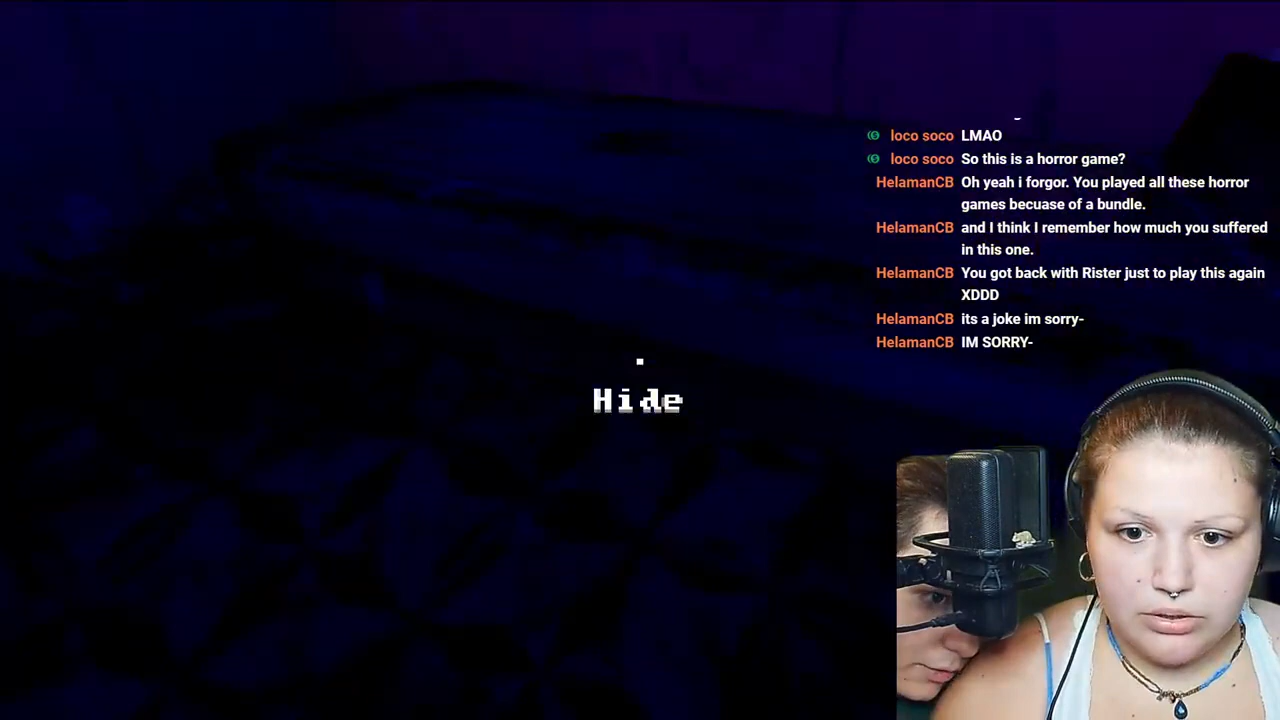 loco soco LMAO
loco soco So this is a horror game?
HelamanCB Oh yeah i forgor. You played all these horror
games becuase of a bundle.
HelamanCB and I think I remember how much you suffered
in this one.
HelamanCB You got back with Rister just to play this again
XDDD
HelamanCB its a joke im sorry-
HelamanCB IM SORRY-
Hide